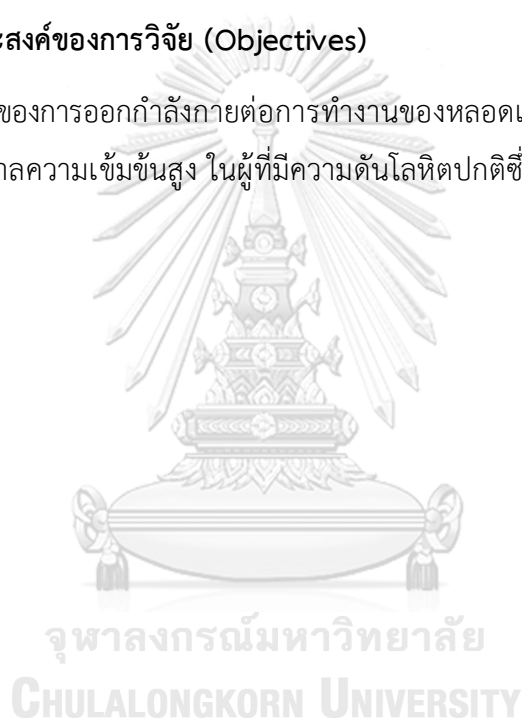 ะสงค์ของการวิจัย (Objectives)
ของการออกกำลังกายต่อการทำงานของหลอดเ
าลความเข้มข้นสูง ในผู้ที่มีความดันโลหิตปกติซึ่
จุฬาลงกรณ์มหาวิทยาลัย
CHULALONGKORN UNIVERSITY